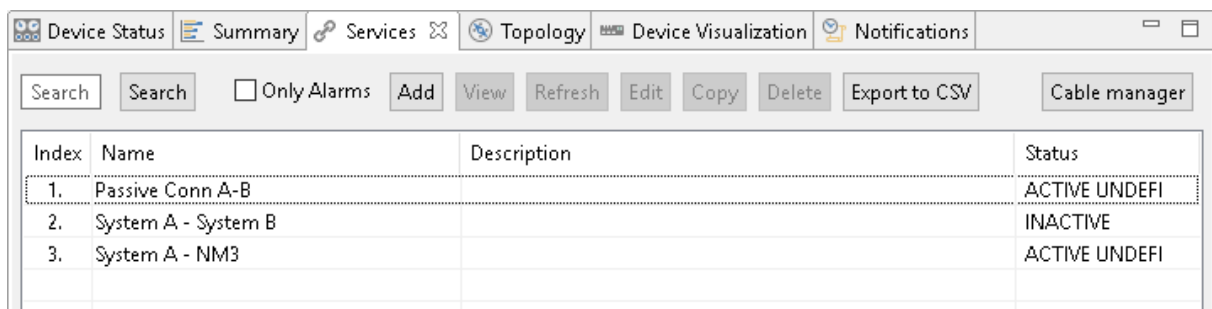 Device Status Summary Services Topology Device Visualization Notifications
Search Search Only Alarms Add View Refresh Edit Copy Delete Export to CSV Cable manager
Index Name Description Status
1. Passive Conn A-B ACTIVE UNDEFI
2. System A - System B INACTIVE
3. System A - NM3 ACTIVE UNDEFI